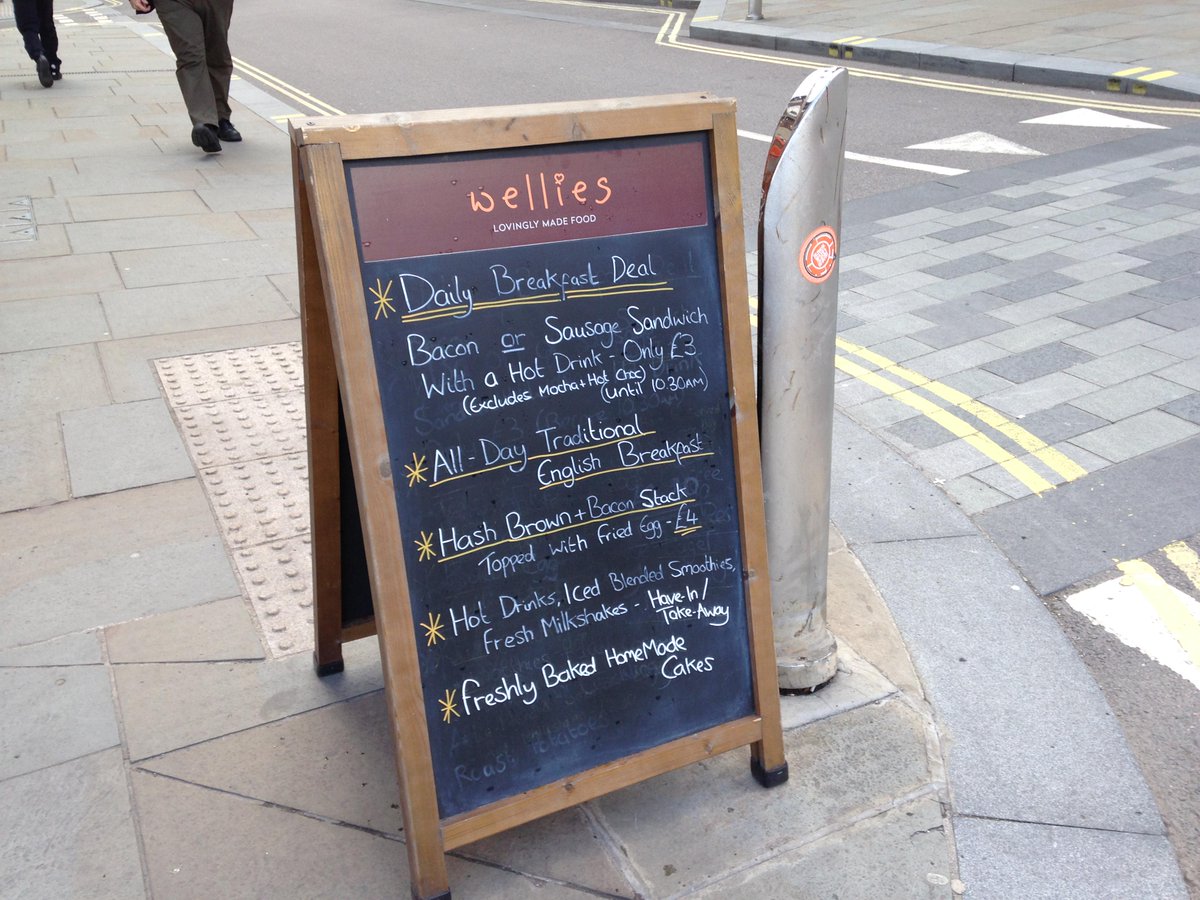 wellies
LOVINGLY MADE FOOD
Daily Breakfast Deal
Bacon or Sausage Sandwich
With a Hot Drink - Only £3
(Excludes Mocha + Hot Choc) (Until 10.30AM)
All-Day Traditional
English Breakfast
Hash Brown + Bacon Stack
Topped with Fried Egg - £4
Hot Drinks, Iced Blended Smoothies,
Fresh Milkshakes - Have-In/
Take-Away
Freshly Baked HomeMade
Cakes
Roast Potatoes